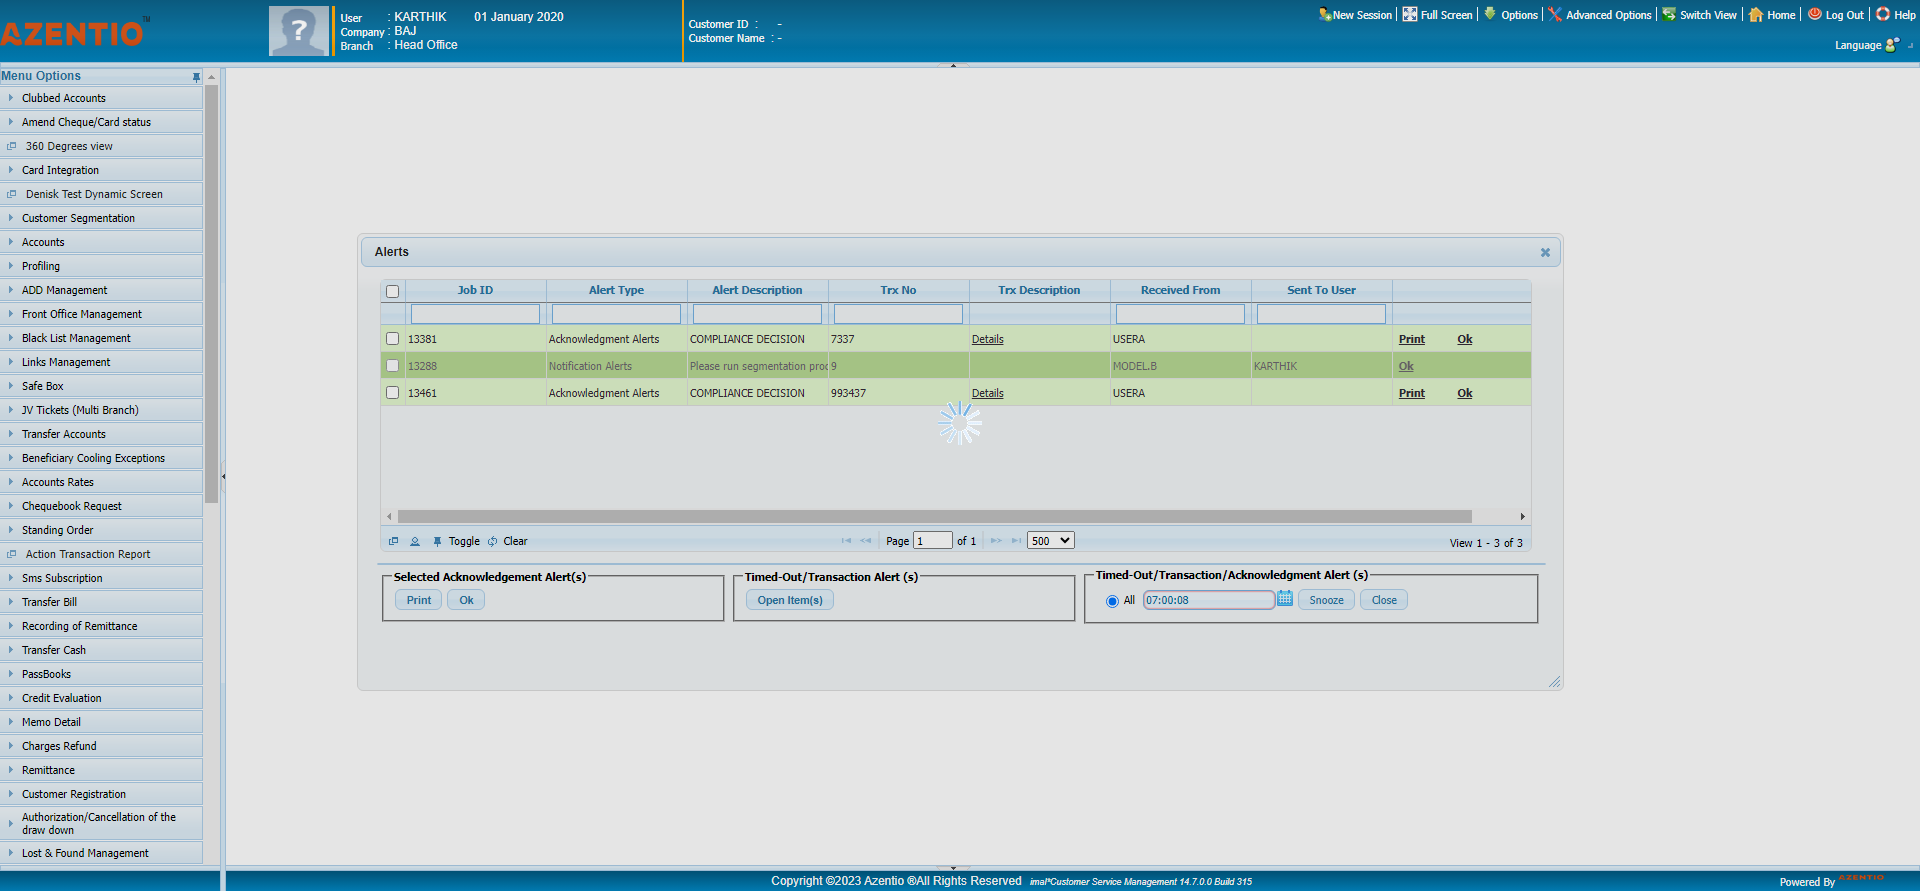 AZENTIO™
User : KARTHIK 01 January 2020
Company : BAJ
Branch : Head Office
Customer ID : -
Customer Name : -
New Session | Full Screen | Options | Advanced Options | Switch View | Home | Log Out | Help
Language
Menu Options
Clubbed Accounts
Amend Cheque/Card status
360 Degrees view
Card Integration
Denisk Test Dynamic Screen
Customer Segmentation
Accounts
Profiling
ADD Management
Front Office Management
Black List Management
Links Management
Safe Box
JV Tickets (Multi Branch)
Transfer Accounts
Beneficiary Cooling Exceptions
Accounts Rates
Chequebook Request
Standing Order
Action Transaction Report
Sms Subscription
Transfer Bill
Recording of Remittance
Transfer Cash
PassBooks
Credit Evaluation
Memo Detail
Charges Refund
Remittance
Customer Registration
Authorization/Cancellation of the
draw down
Lost & Found Management
Alerts
Job ID Alert Type Alert Description Trx No Trx Description Received From Sent To User
13381 Acknowledgment Alerts COMPLIANCE DECISION 7337 Details USERA Print Ok
13288 Notification Alerts Please run segmentation proc 9 MODEL.B KARTHIK Ok
13461 Acknowledgment Alerts COMPLIANCE DECISION 993437 Details USERA Print Ok
Toggle Clear Page 1 of 1 500 View 1 - 3 of 3
Selected Acknowledgement Alert(s)
Print Ok
Timed-Out/Transaction Alert (s)
Open Item(s)
Timed-Out/Transaction/Acknowledgment Alert (s)
All 07:00:08 Snooze Close
Copyright ©2023 Azentio ®All Rights Reserved imal*Customer Service Management 14.7.0.0 Build 315
Powered By AZENTIO